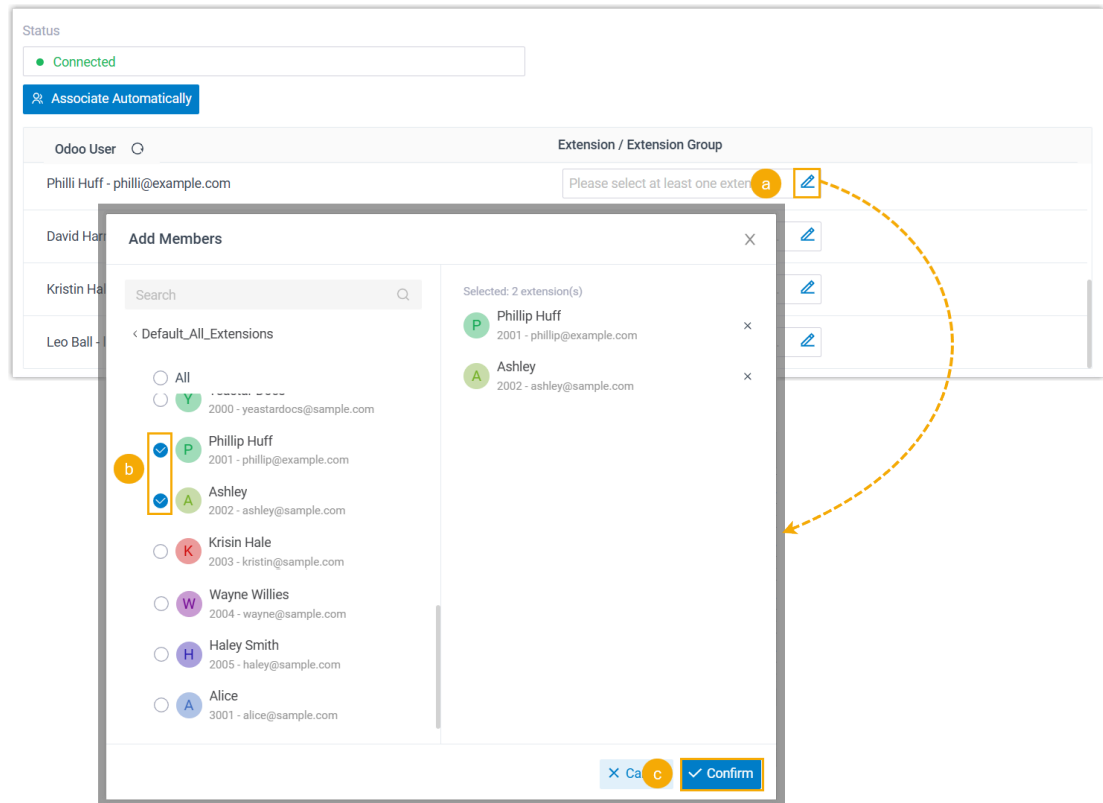 Status
Connected
Associate Automatically
Odoo User
Extension / Extension Group
Philli Huff - philli@example.com
Please select at least one exten
a
David Har
Kristin Hal
Leo Ball -
Add Members
Search
Default_All_Extensions
All
Y
2000 - yeastardocs@sample.com
b
P
Phillip Huff
2001 - phillip@example.com
A
Ashley
2002 - ashley@sample.com
K
Krisin Hale
2003 - kristin@sample.com
W
Wayne Willies
2004 - wayne@sample.com
H
Haley Smith
2005 - haley@sample.com
A
Alice
3001 - alice@sample.com
Selected: 2 extension(s)
P
Phillip Huff
2001 - phillip@example.com
A
Ashley
2002 - ashley@sample.com
Ca
c
Confirm